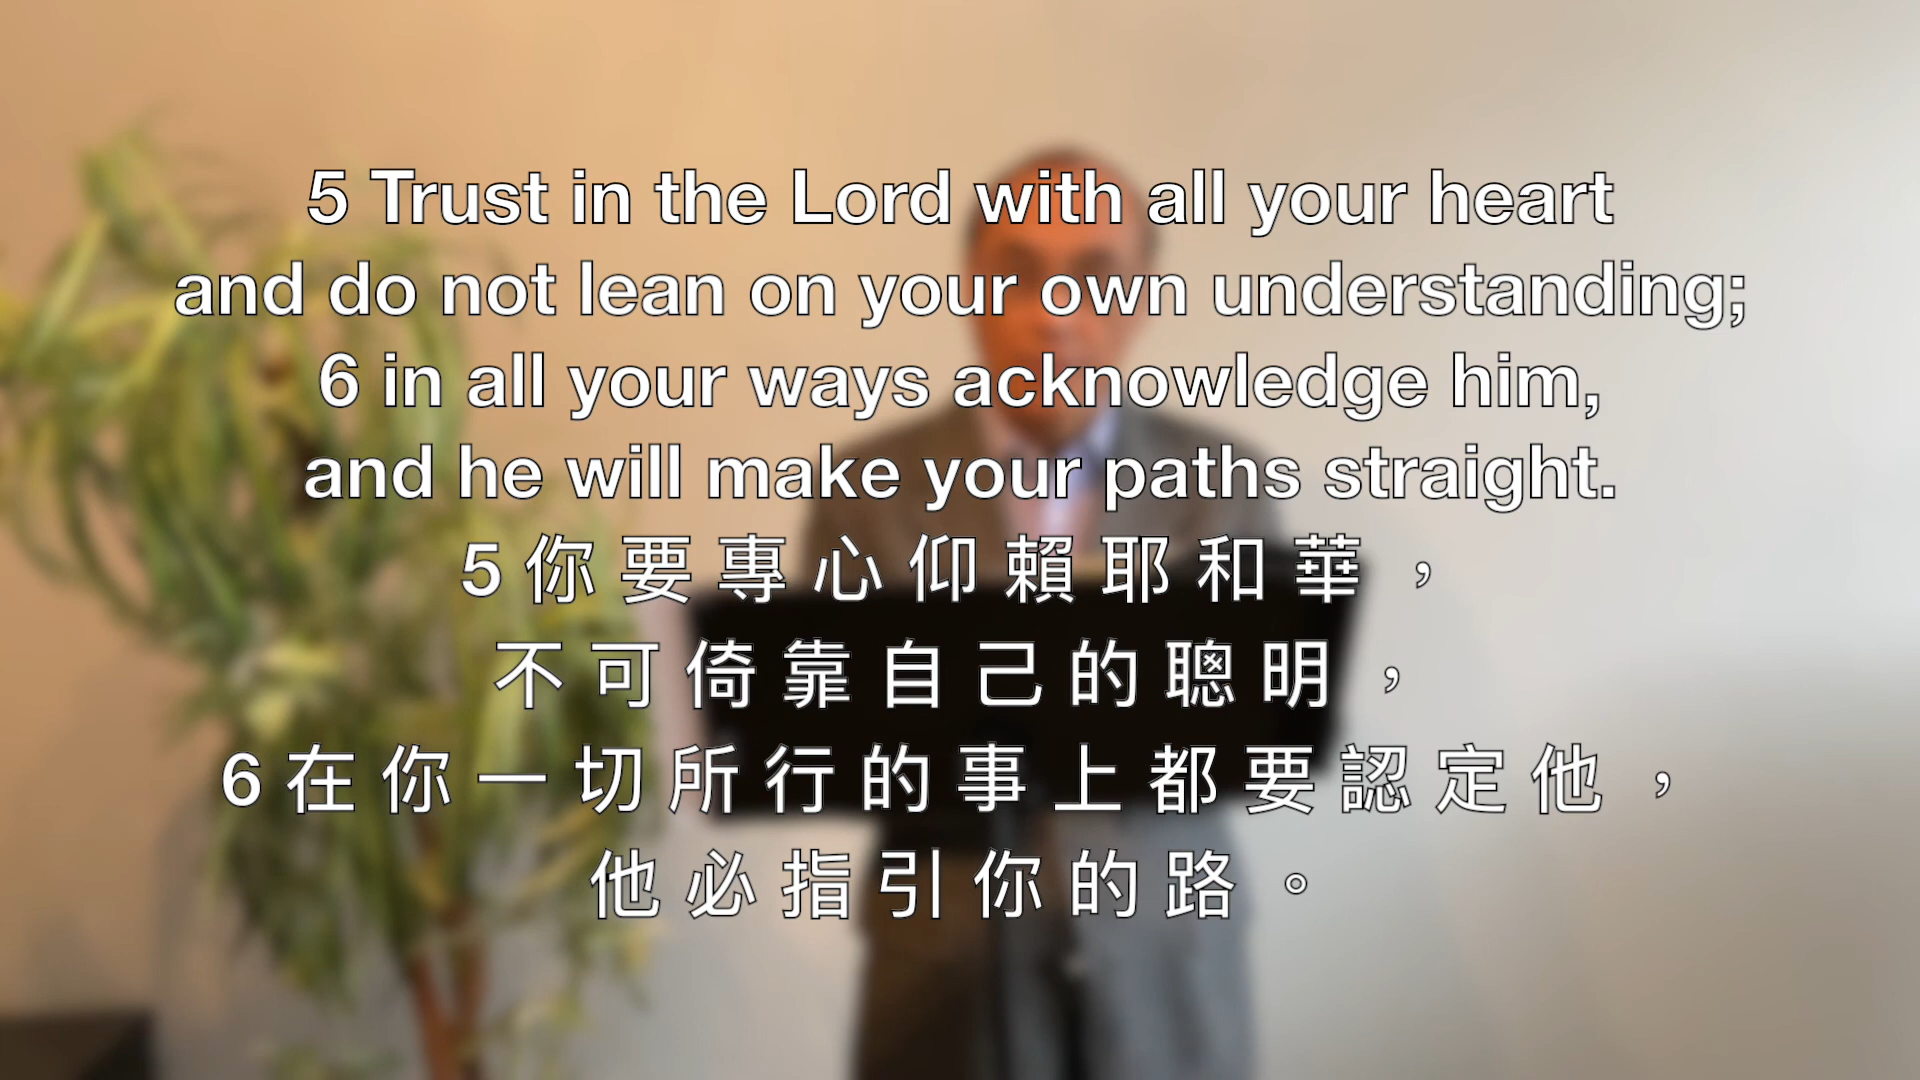 5 Trust in the Lord with all your heart
and do not lean on your own understanding;
6 in all your ways acknowledge him,
and he will make your paths straight.
5 你要專心仰賴耶和華，
不可倚靠自己的聰明，
6 在你一切所行的事上都要認定他，
他必指引你的路。